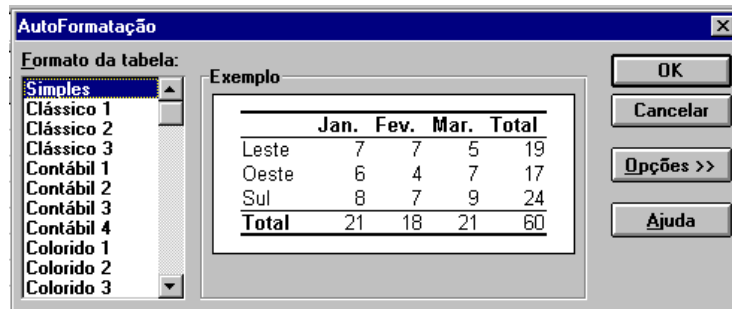 AutoFormatação
Formato da tabela:
Simples
Clássico 1
Clássico 2
Clássico 3
Contábil 1
Contábil 2
Contábil 3
Contábil 4
Colorido 1
Colorido 2
Colorido 3
Exemplo
Jan. Fev. Mar. Total
Leste 7 7 5 19
Oeste 6 4 7 17
Sul 8 7 9 24
Total 21 18 21 60
OK
Cancelar
Opções >>
Ajuda